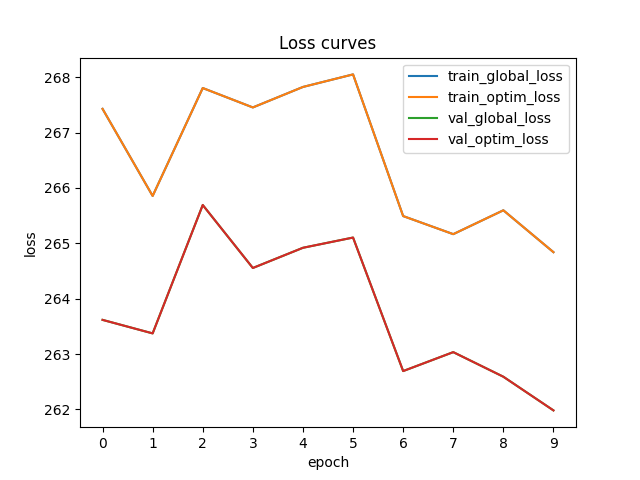 Loss curves
train_global_loss
train_optim_loss
val_global_loss
val_optim_loss
268
267
266
265
264
263
262
loss
0 1 2 3 4 5 6 7 8 9
epoch